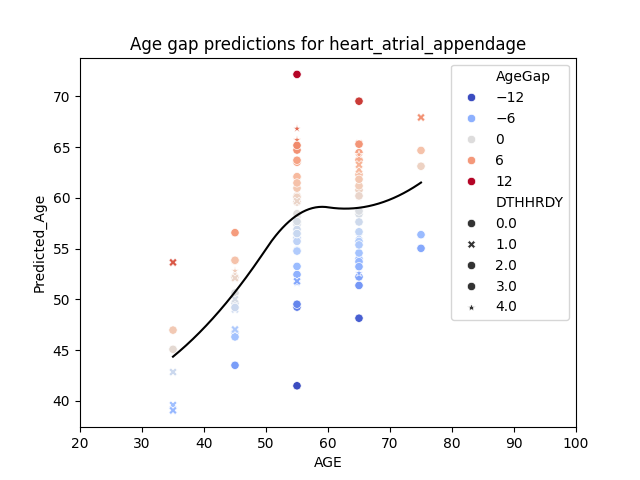 Age gap predictions for heart_atrial_appendage
Predicted_Age
70
65
60
55
50
45
40
20 30 40 50 60 70 80 90 100
AGE
AgeGap
−12
−6
0
6
12
DTHHRDY
0.0
1.0
2.0
3.0
4.0